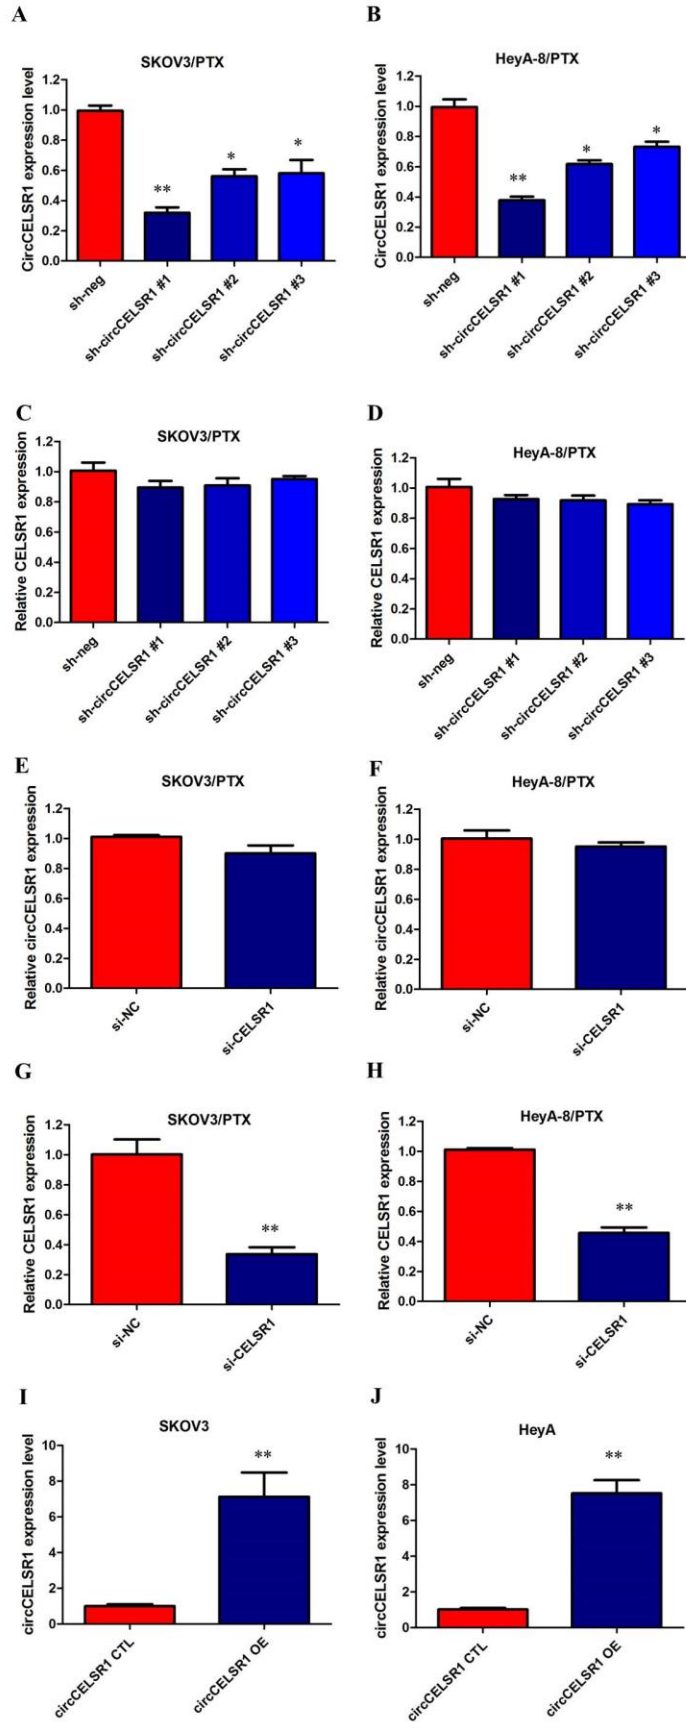 A
SKOV3/PTX
CircCELSR1 expression level
1.2
1.0
0.8
0.6
0.4
0.2
0.0
**
*
*
sh-neg
sh-circCELSR1 #1
sh-circCELSR1 #2
sh-circCELSR1 #3
B
HeyA-8/PTX
CircCELSR1 expression level
1.2
1.0
0.8
0.6
0.4
0.2
0.0
**
*
*
sh-neg
sh-circCELSR1 #1
sh-circCELSR1 #2
sh-circCELSR1 #3
C
SKOV3/PTX
Relative CELSR1 expression
1.2
1.0
0.8
0.6
0.4
0.2
0.0
sh-neg
sh-circCELSR1 #1
sh-circCELSR1 #2
sh-circCELSR1 #3
D
HeyA-8/PTX
Relative CELSR1 expression
1.2
1.0
0.8
0.6
0.4
0.2
0.0
sh-neg
sh-circCELSR1 #1
sh-circCELSR1 #2
sh-circCELSR1 #3
E
SKOV3/PTX
Relative circCELSR1 expression
1.2
1.0
0.8
0.6
0.4
0.2
0.0
si-NC
si-CELSR1
F
HeyA-8/PTX
Relative circCELSR1 expression
1.2
1.0
0.8
0.6
0.4
0.2
0.0
si-NC
si-CELSR1
G
SKOV3/PTX
Relative CELSR1 expression
1.2
1.0
0.8
0.6
0.4
0.2
0.0
**
si-NC
si-CELSR1
H
HeyA-8/PTX
Relative CELSR1 expression
1.2
1.0
0.8
0.6
0.4
0.2
0.0
**
si-NC
si-CELSR1
I
SKOV3
circCELSR1 expression level
10
8
6
4
2
0
**
circCELSR1 CTL
circCELSR1 OE
J
HeyA
circCELSR1 expression level
10
8
6
4
2
0
**
circCELSR1 CTL
circCELSR1 OE